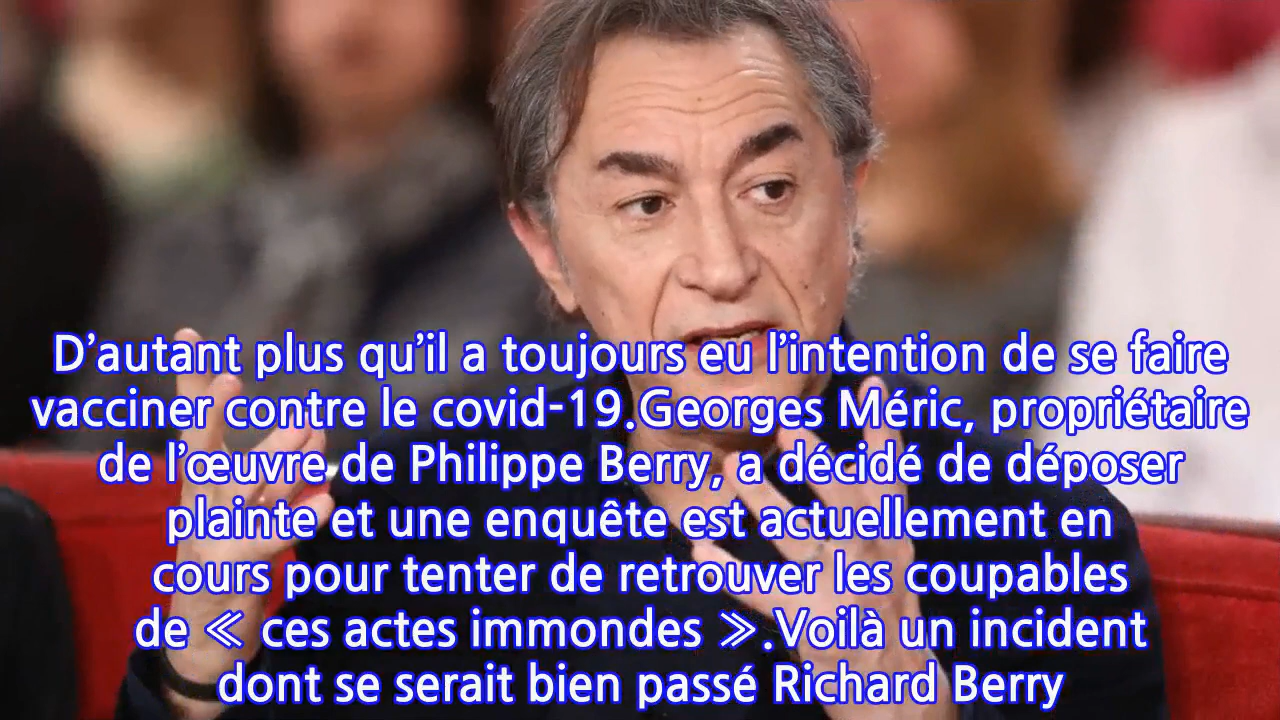 D’autant plus qu’il a toujours eu l’intention de se faire
vacciner contre le covid-19.Georges Méric, propriétaire
de l’œuvre de Philippe Berry, a décidé de déposer
plainte et une enquête est actuellement en
cours pour tenter de retrouver les coupables
de ≪ ces actes immondes ≫.Voilà un incident
dont se serait bien passé Richard Berry